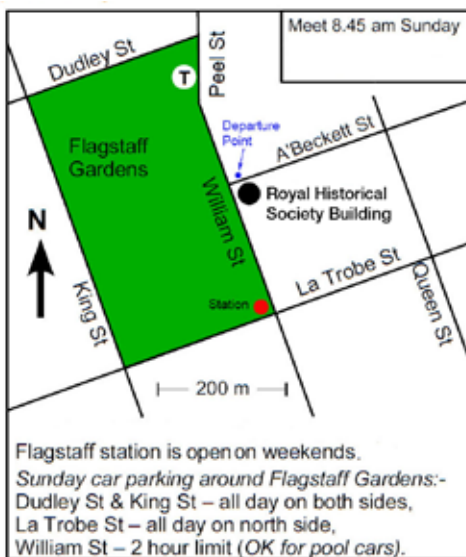 Meet 8.45 am Sunday
Dudley St
Peel St
T
Departure
Point
A'Beckett St
Flagstaff
Gardens
William St
Royal Historical
Society Building
N
King St
Station
La Trobe St
Queen St
200 m
Flagstaff station is open on weekends.
Sunday car parking around Flagstaff Gardens:-
Dudley St & King St – all day on both sides,
La Trobe St – all day on north side,
William St – 2 hour limit (OK for pool cars).